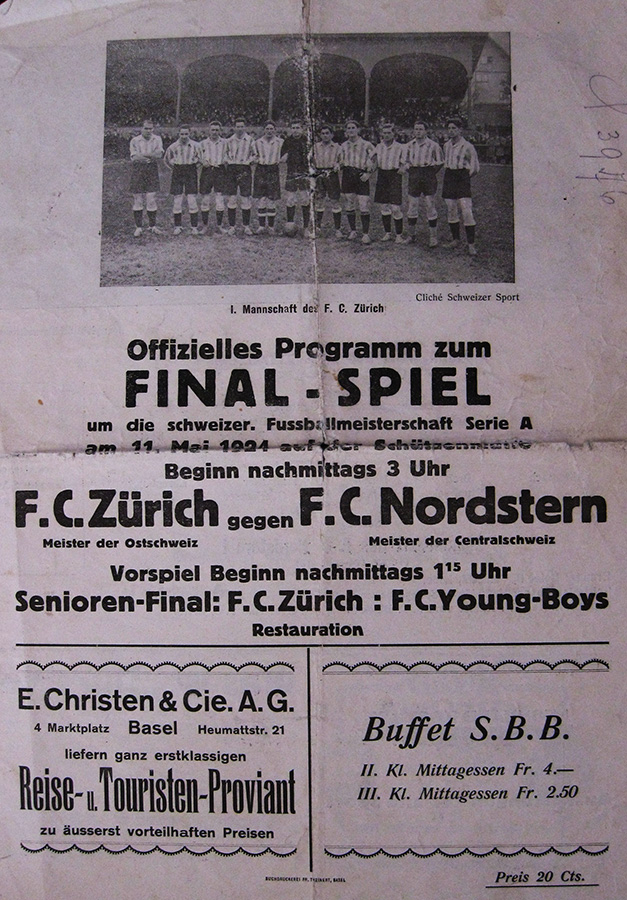 I. Mannschaft des F. C. Zürich
Cliché Schweizer Sport
Offizielles Programm zum
FINAL - SPIEL
um die schweizer. Fussballmeisterschaft Serie A
am 11. Mai 1924 auf der Schützenmatte
Beginn nachmittags 3 Uhr
F.C. Zürich gegen F.C. Nordstern
Meister der Ostschweiz
Meister der Centralschweiz
Vorspiel Beginn nachmittags 1¹⁵ Uhr
Senioren-Final: F.C. Zürich : F.C. Young-Boys
Restauration
E. Christen & Cie. A. G.
4 Marktplatz Basel Heumattstr. 21
liefern ganz erstklassigen
Reise- u. Touristen-Proviant
zu äusserst vorteilhaften Preisen
Buffet S. B. B.
II. Kl. Mittagessen Fr. 4.—
III. Kl. Mittagessen Fr. 2.50
Preis 20 Cts.